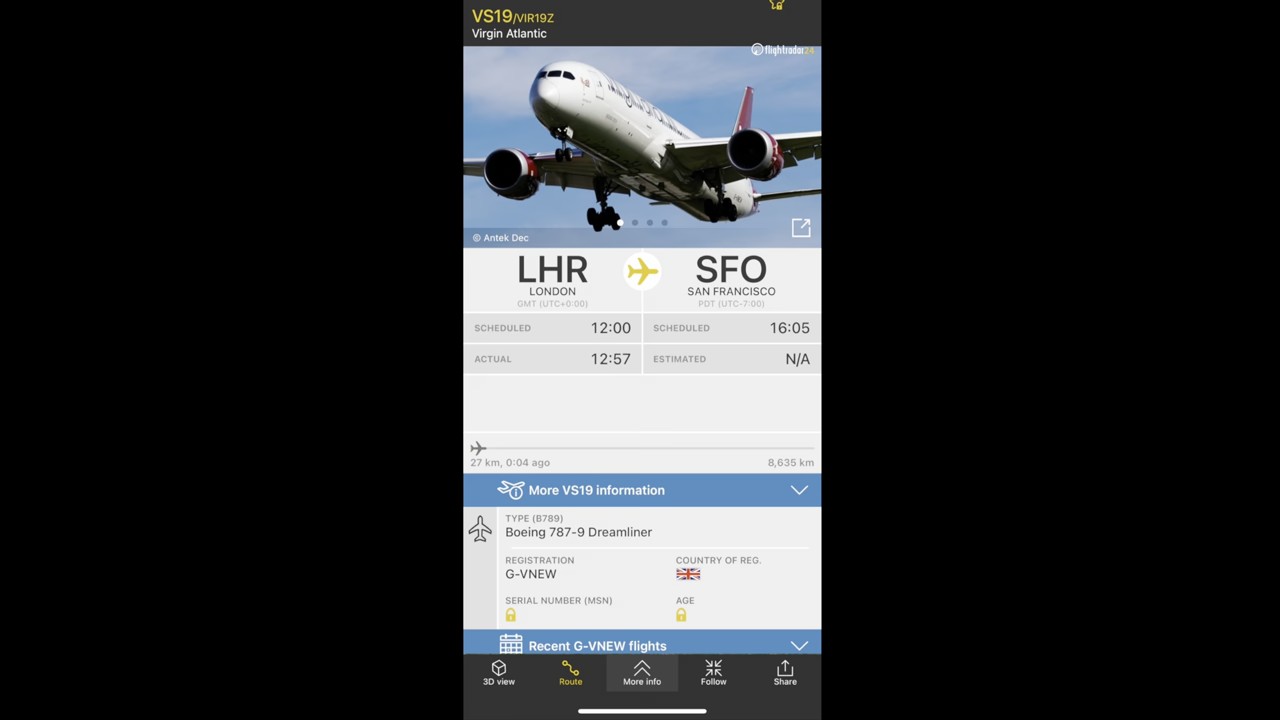 VS19/VIR19Z
Virgin Atlantic
flightradar24
© Antek Dec
LHR
LONDON
GMT (UTC+0:00)
SFO
SAN FRANCISCO
PDT (UTC-7:00)
SCHEDULED 12:00
SCHEDULED 16:05
ACTUAL 12:57
ESTIMATED N/A
27 km, 0:04 ago
8,635 km
More VS19 information
TYPE (B789)
Boeing 787-9 Dreamliner
REGISTRATION
G-VNEW
COUNTRY OF REG.
SERIAL NUMBER (MSN)
AGE
Recent G-VNEW flights
3D view
Route
More info
Follow
Share